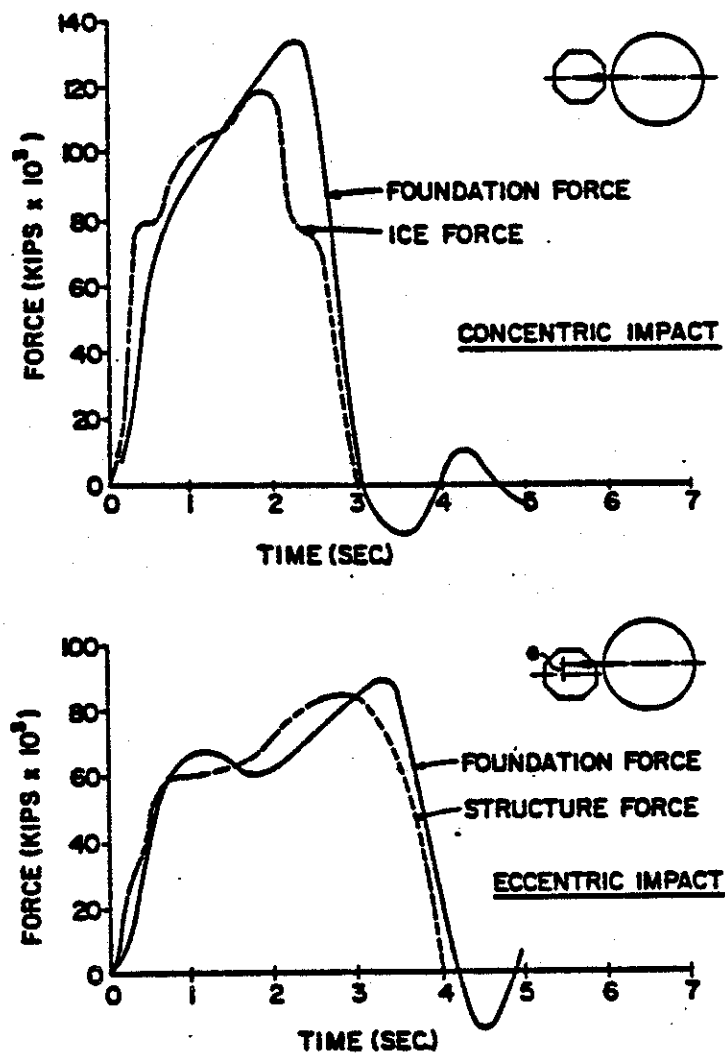 140
120
100
80
60
40
20
0
FORCE (KIPS x 10³)
FOUNDATION FORCE
ICE FORCE
CONCENTRIC IMPACT
0 1 2 3 4 5 6 7
TIME (SEC)
100
80
60
40
20
0
FORCE (KIPS x 10³)
e
FOUNDATION FORCE
STRUCTURE FORCE
ECCENTRIC IMPACT
0 1 2 3 4 5 6 7
TIME (SEC)